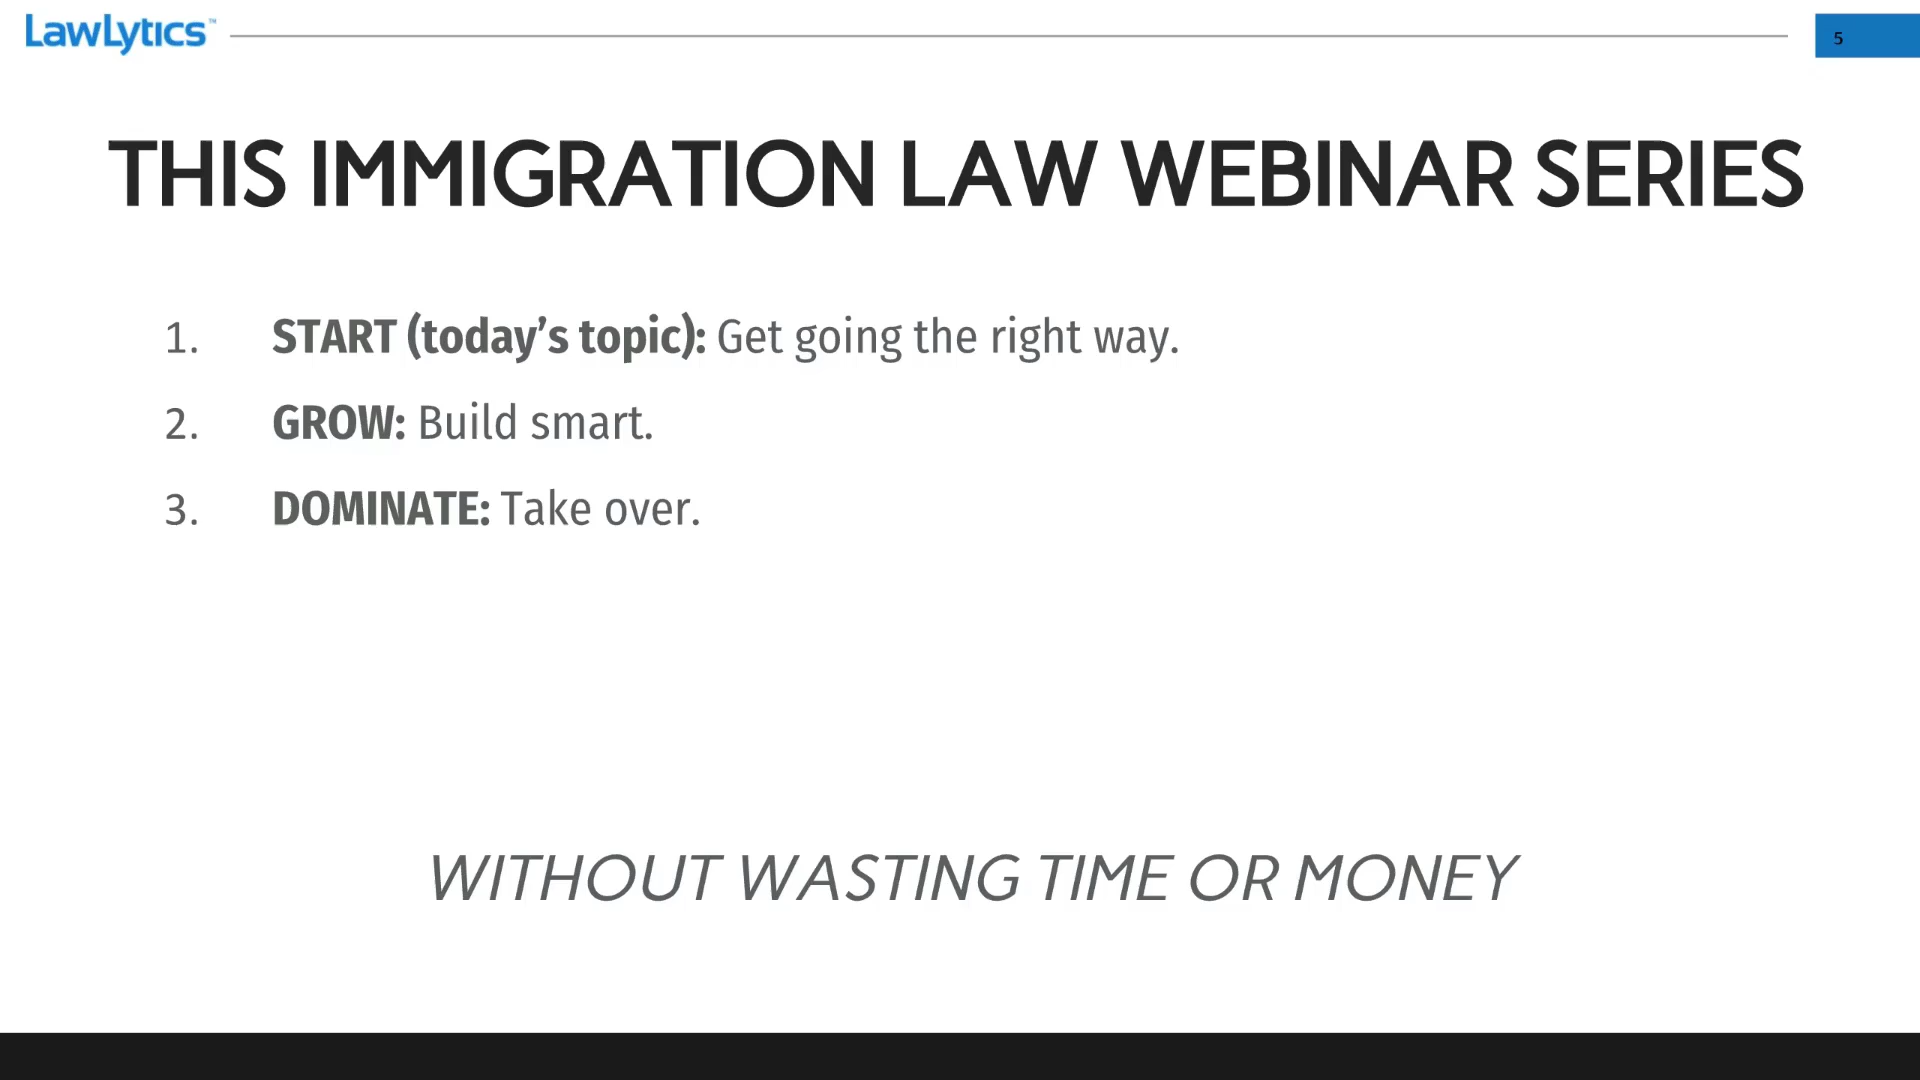 LawLytics™
5
THIS IMMIGRATION LAW WEBINAR SERIES
1. START (today’s topic): Get going the right way.
2. GROW: Build smart.
3. DOMINATE: Take over.
WITHOUT WASTING TIME OR MONEY